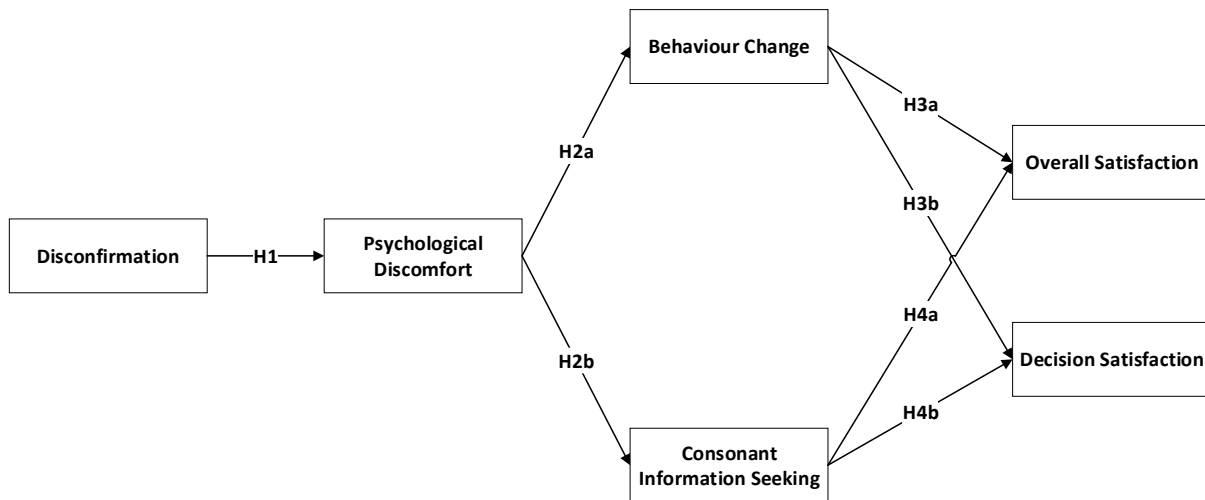 Behaviour Change
H3a
H2a
Overall Satisfaction
H3b
Disconfirmation
H1
Psychological
Discomfort
H4a
H2b
Decision Satisfaction
H4b
Consonant
Information Seeking